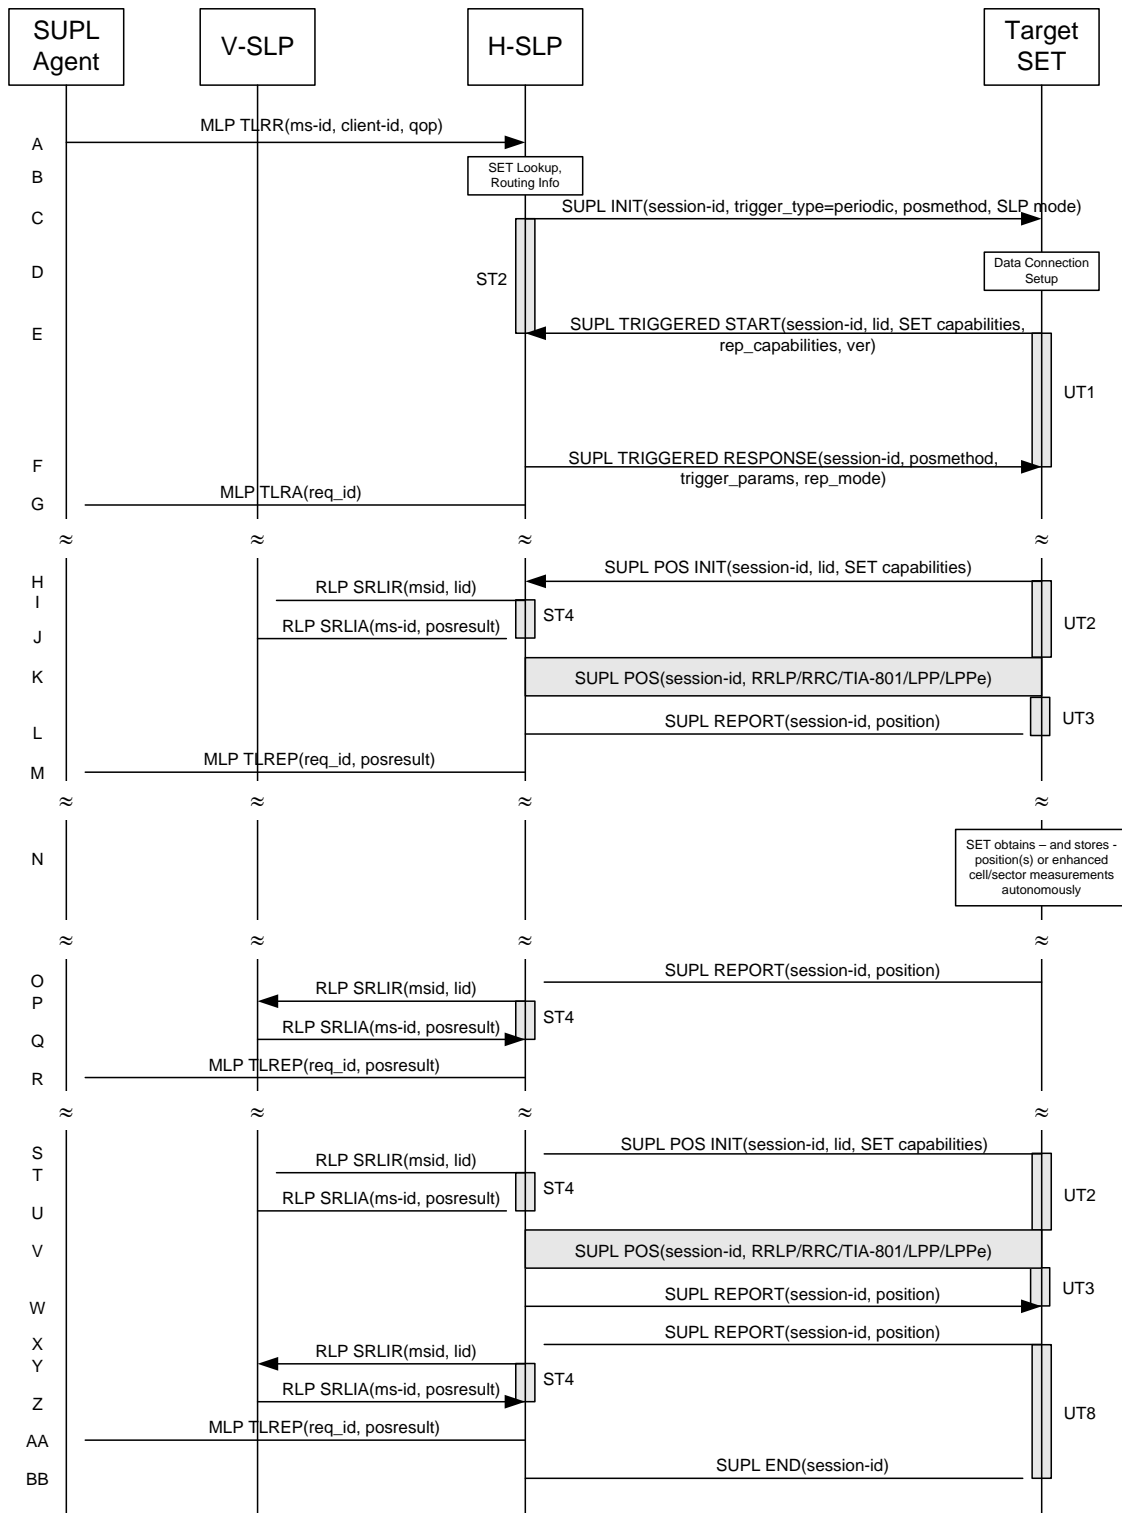 SUPL
Agent
V-SLP
H-SLP
Target
SET
A
MLP TLRR(ms-id, client-id, qop)
B
SET Lookup,
Routing Info
C
SUPL INIT(session-id, trigger_type=periodic, posmethod, SLP mode)
D
ST2
Data Connection
Setup
E
SUPL TRIGGERED START(session-id, lid, SET capabilities,
rep_capabilities, ver)
UT1
F
SUPL TRIGGERED RESPONSE(session-id, posmethod,
trigger_params, rep_mode)
G
MLP TLRA(req_id)
≈ ≈ ≈ ≈
H
SUPL POS INIT(session-id, lid, SET capabilities)
I
RLP SRLIR(msid, lid)
ST4
UT2
J
RLP SRLIA(ms-id, posresult)
K
SUPL POS(session-id, RRLP/RRC/TIA-801/LPP/LPPe)
L
SUPL REPORT(session-id, position)
UT3
M
MLP TLREP(req_id, posresult)
≈ ≈ ≈ ≈
N
SET obtains – and stores -
position(s) or enhanced
cell/sector measurements
autonomously
≈ ≈ ≈ ≈
O
SUPL REPORT(session-id, position)
P
RLP SRLIR(msid, lid)
ST4
Q
RLP SRLIA(ms-id, posresult)
R
MLP TLREP(req_id, posresult)
≈ ≈ ≈ ≈
S
SUPL POS INIT(session-id, lid, SET capabilities)
T
RLP SRLIR(msid, lid)
ST4
UT2
U
RLP SRLIA(ms-id, posresult)
V
SUPL POS(session-id, RRLP/RRC/TIA-801/LPP/LPPe)
UT3
W
SUPL REPORT(session-id, position)
X
SUPL REPORT(session-id, position)
Y
RLP SRLIR(msid, lid)
ST4
Z
RLP SRLIA(ms-id, posresult)
UT8
AA
MLP TLREP(req_id, posresult)
BB
SUPL END(session-id)